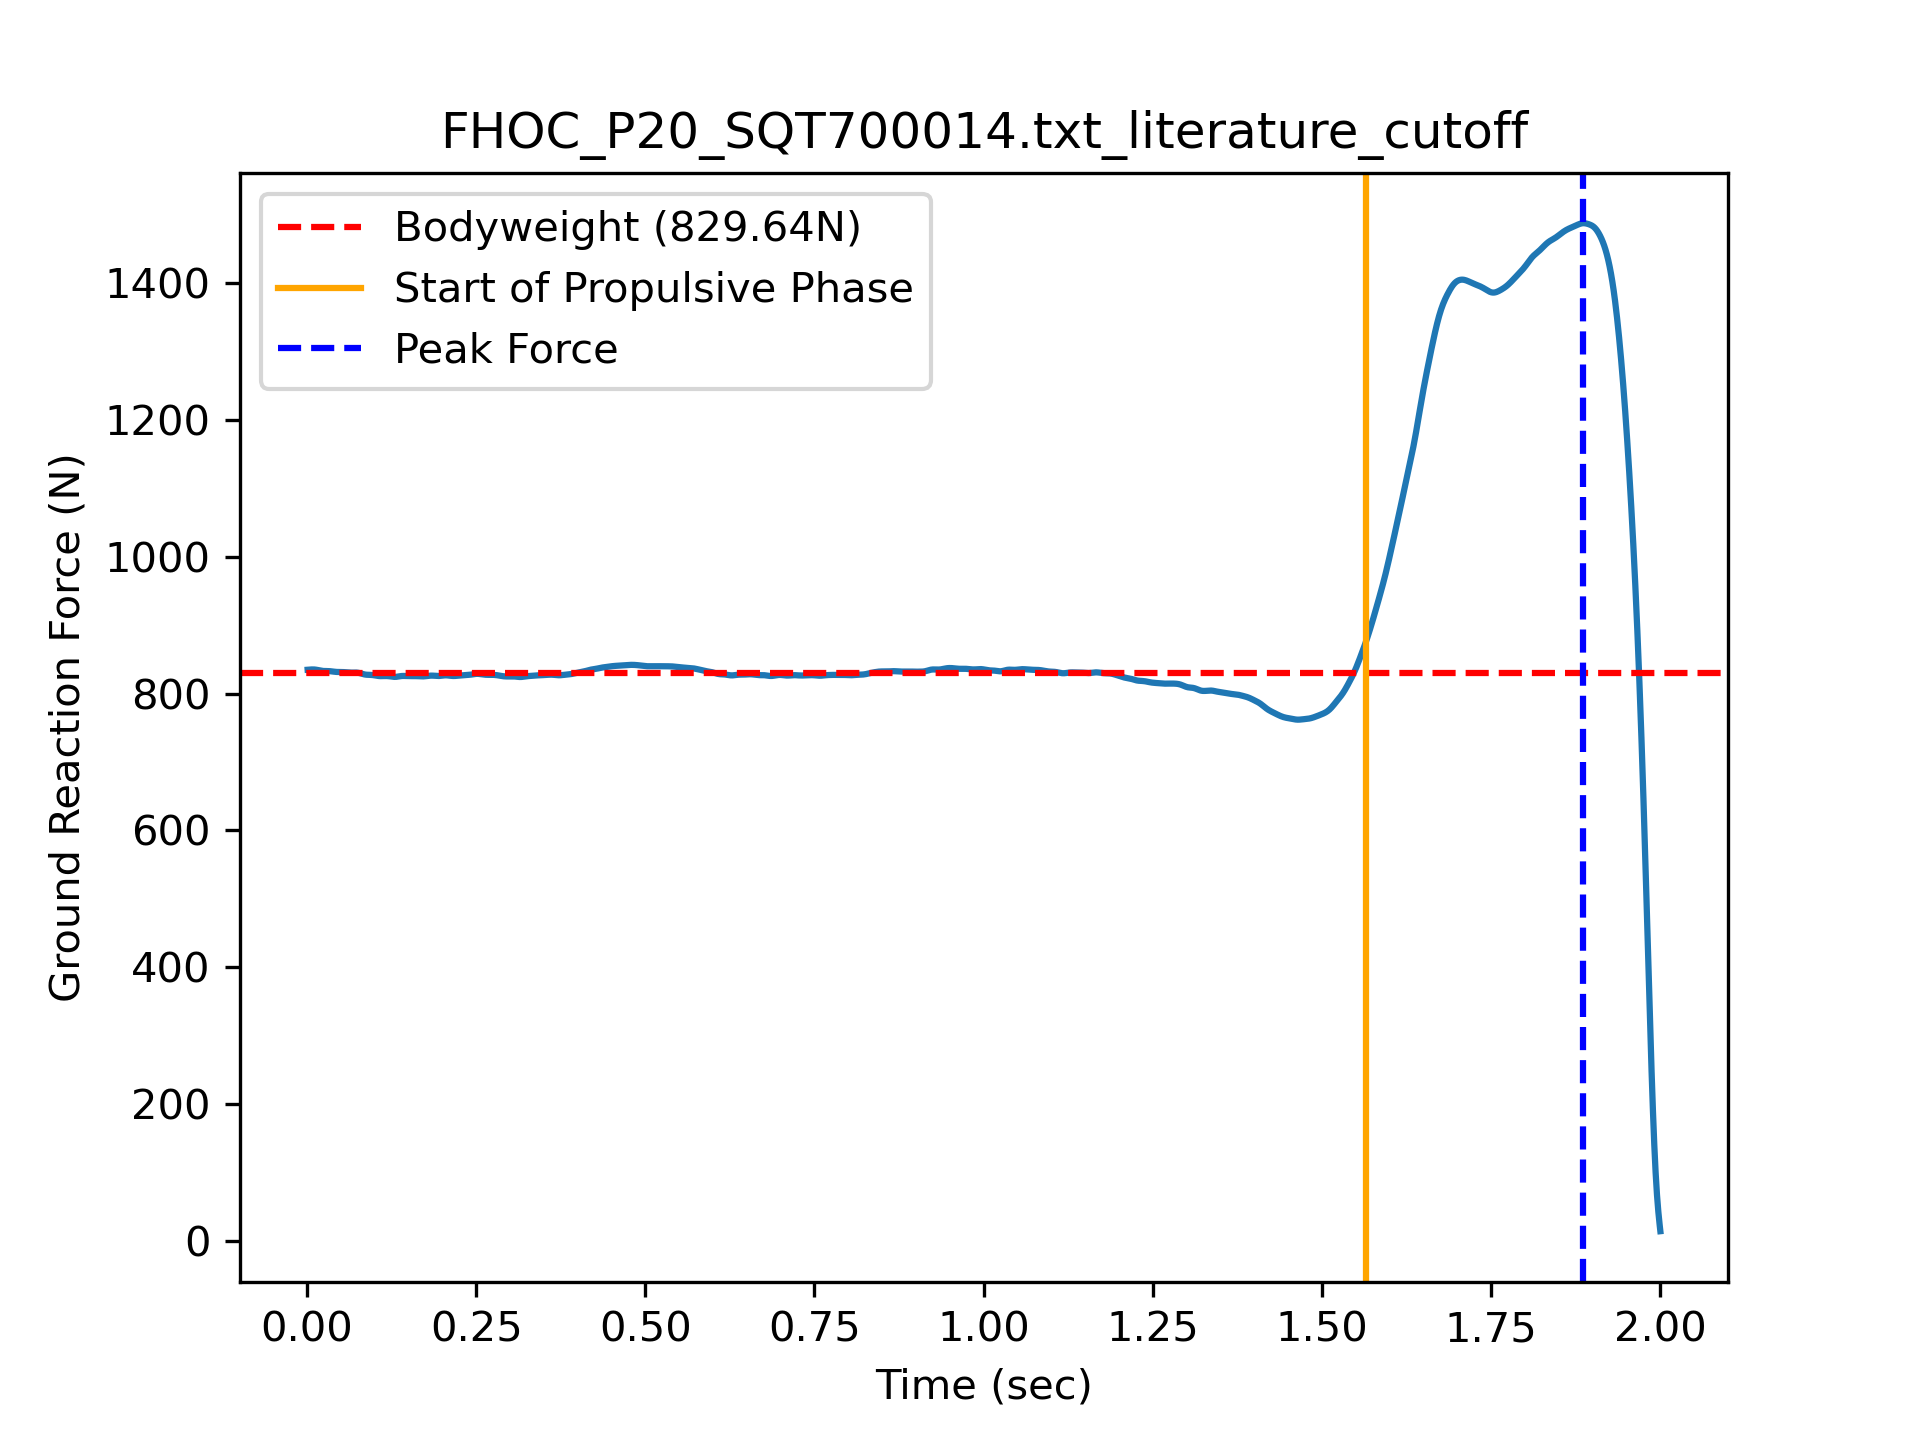 FHOC_P20_SQT700014.txt_literature_cutoff
Bodyweight (829.64N)
Start of Propulsive Phase
Peak Force
Ground Reaction Force (N)
1400
1200
1000
800
600
400
200
0
0.00 0.25 0.50 0.75 1.00 1.25 1.50 1.75 2.00
Time (sec)